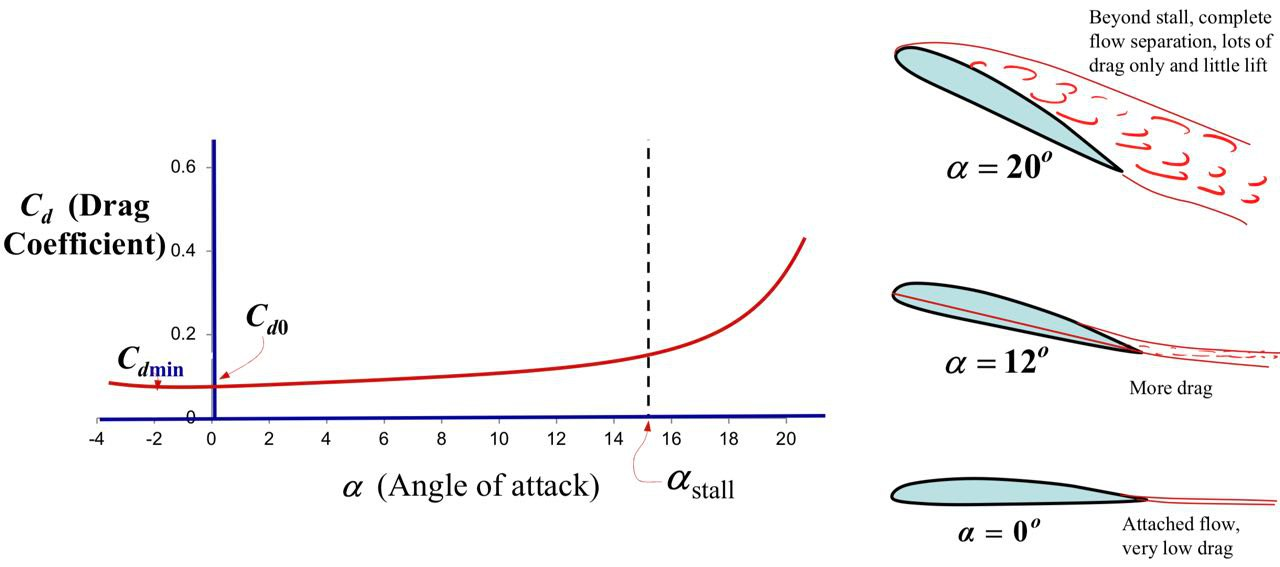 Beyond stall, complete
flow separation, lots of
drag only and little lift
α = 20°
0.6
C_d (Drag
Coefficient)
0.4
C_d0
0.2
C_dmin
0
-4 -2 0 2 4 6 8 10 12 14 16 18 20
α (Angle of attack)
α_stall
α = 12°
More drag
α = 0°
Attached flow,
very low drag